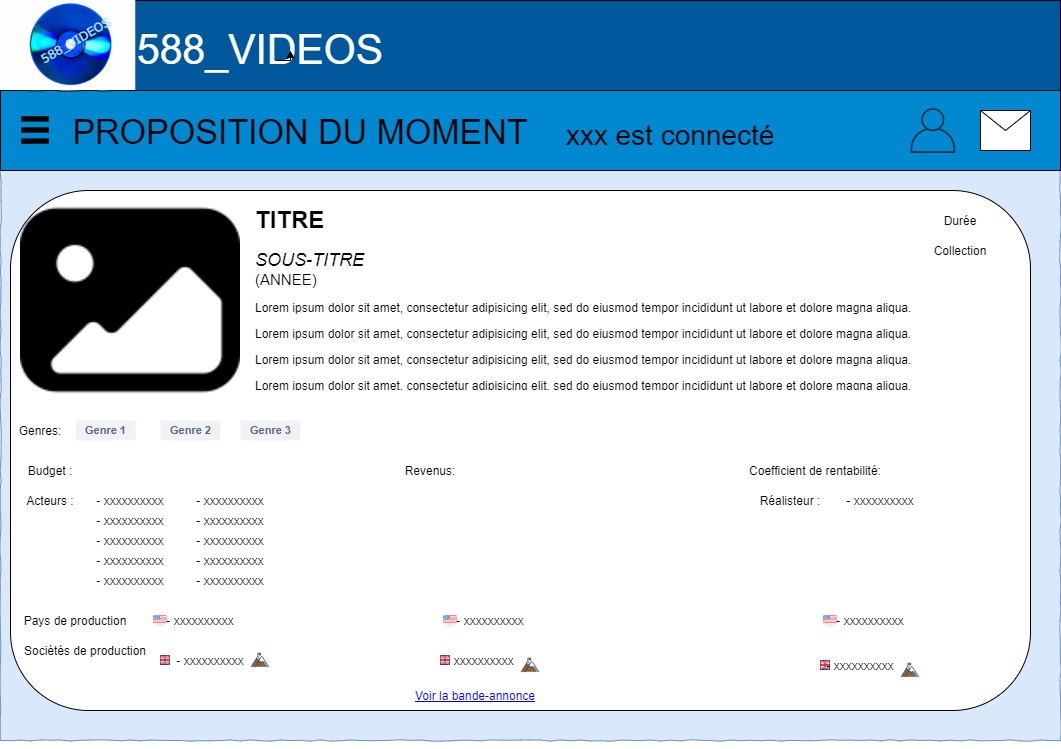 588_VIDEOS
588_VIDEOS
PROPOSITION DU MOMENT
xxx est connecté
TITRE
Durée
SOUS-TITRE
Collection
(ANNEE)
Lorem ipsum dolor sit amet, consectetur adipisicing elit, sed do eiusmod tempor incididunt ut labore et dolore magna aliqua.
Lorem ipsum dolor sit amet, consectetur adipisicing elit, sed do eiusmod tempor incididunt ut labore et dolore magna aliqua.
Lorem ipsum dolor sit amet, consectetur adipisicing elit, sed do eiusmod tempor incididunt ut labore et dolore magna aliqua.
Lorem ipsum dolor sit amet, consectetur adipisicing elit, sed do eiusmod tempor incididunt ut labore et dolore magna aliqua.
Genres: Genre 1 Genre 2 Genre 3
Budget : Revenus: Coefficient de rentabilité:
Acteurs : - xxxxxxxxxx - xxxxxxxxxx Réalisteur : - xxxxxxxxxx
- xxxxxxxxxx - xxxxxxxxxx
- xxxxxxxxxx - xxxxxxxxxx
- xxxxxxxxxx - xxxxxxxxxx
- xxxxxxxxxx - xxxxxxxxxx
Pays de production - xxxxxxxxxx - xxxxxxxxxx - xxxxxxxxxx
Sociétés de production - xxxxxxxxxx xxxxxxxxxx xxxxxxxxxx
Voir la bande-annonce